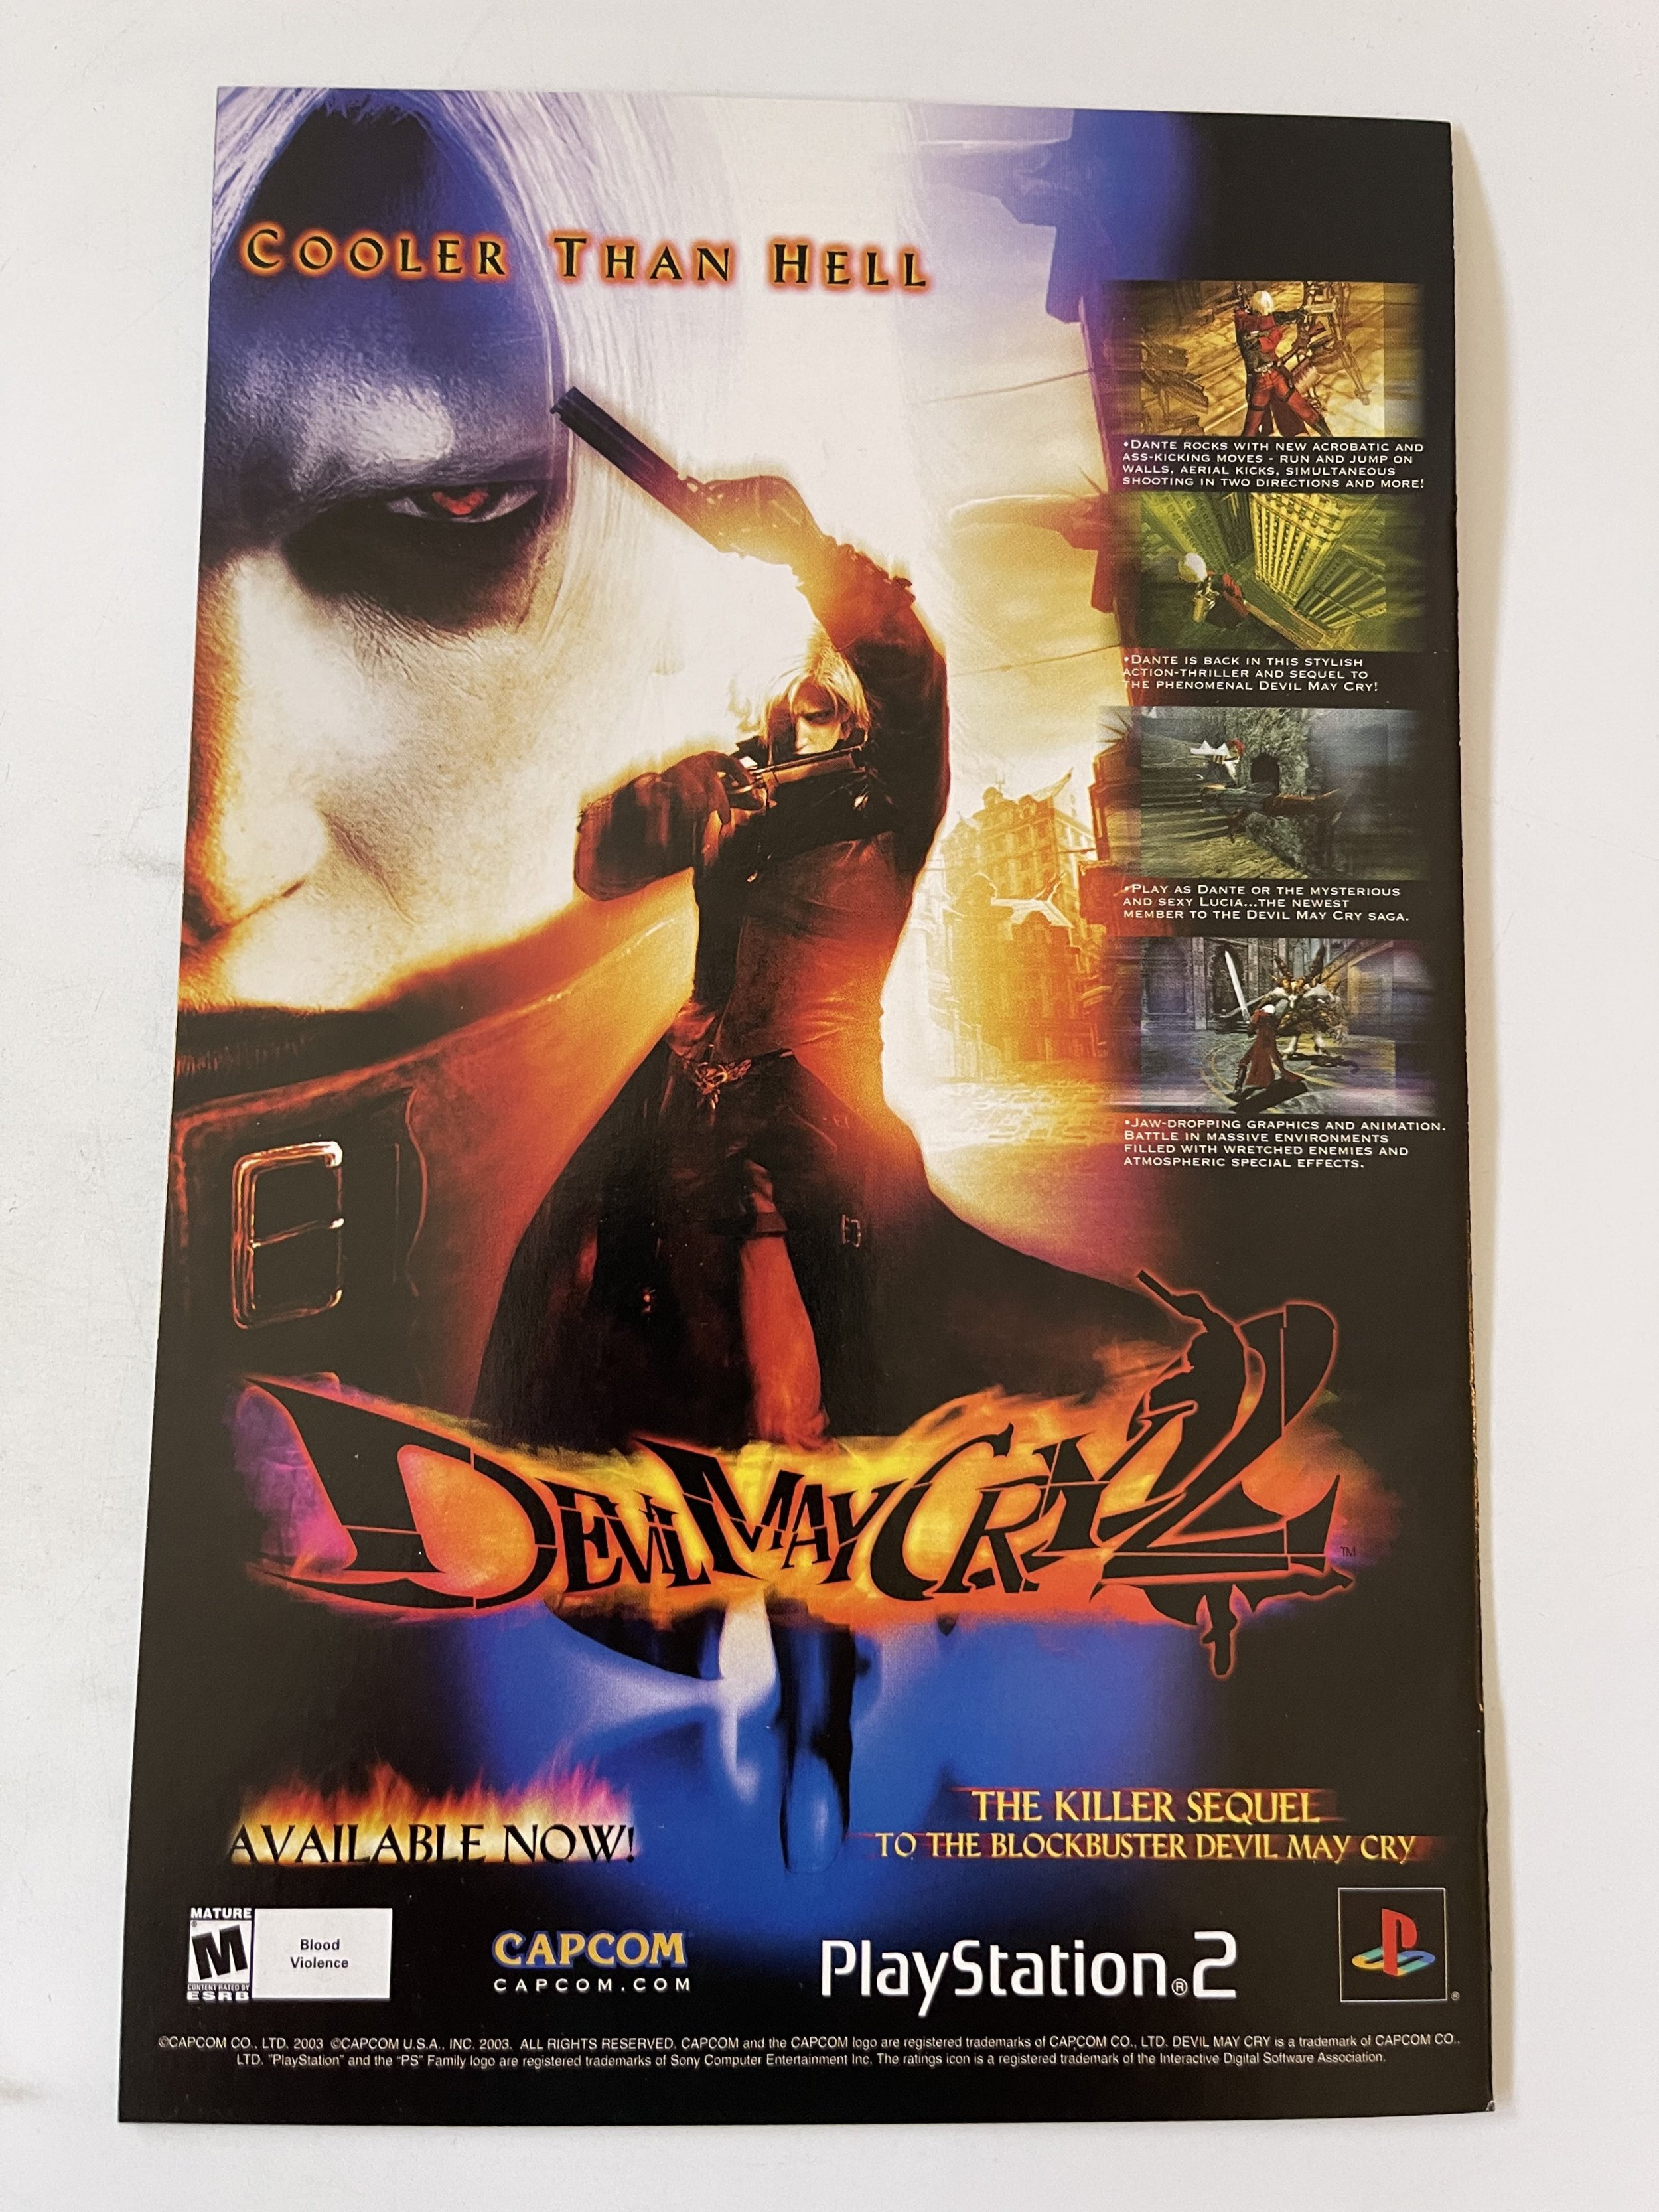 COOLER THAN HELL
•DANTE ROCKS WITH NEW ACROBATIC AND
ASS-KICKING MOVES - RUN AND JUMP ON
WALLS, AERIAL KICKS, SIMULTANEOUS
SHOOTING IN TWO DIRECTIONS AND MORE!
•DANTE IS BACK IN THIS STYLISH
ACTION-THRILLER AND SEQUEL TO
THE PHENOMENAL DEVIL MAY CRY!
•PLAY AS DANTE OR THE MYSTERIOUS
AND SEXY LUCIA...THE NEWEST
MEMBER TO THE DEVIL MAY CRY SAGA.
•JAW-DROPPING GRAPHICS AND ANIMATION.
BATTLE IN MASSIVE ENVIRONMENTS
FILLED WITH WRETCHED ENEMIES AND
ATMOSPHERIC SPECIAL EFFECTS.
DEVIL MAY CRY 2 ™
AVAILABLE NOW!
THE KILLER SEQUEL
TO THE BLOCKBUSTER DEVIL MAY CRY
MATURE
M
®
CONTENT RATED BY
ESRB
Blood
Violence
CAPCOM
CAPCOM.COM
PlayStation®2
®
©CAPCOM CO., LTD. 2003 ©CAPCOM U.S.A., INC. 2003. ALL RIGHTS RESERVED. CAPCOM and the CAPCOM logo are registered trademarks of CAPCOM CO., LTD. DEVIL MAY CRY is a trademark of CAPCOM CO.,
LTD. "PlayStation" and the "PS" Family logo are registered trademarks of Sony Computer Entertainment Inc. The ratings icon is a registered trademark of the Interactive Digital Software Association.